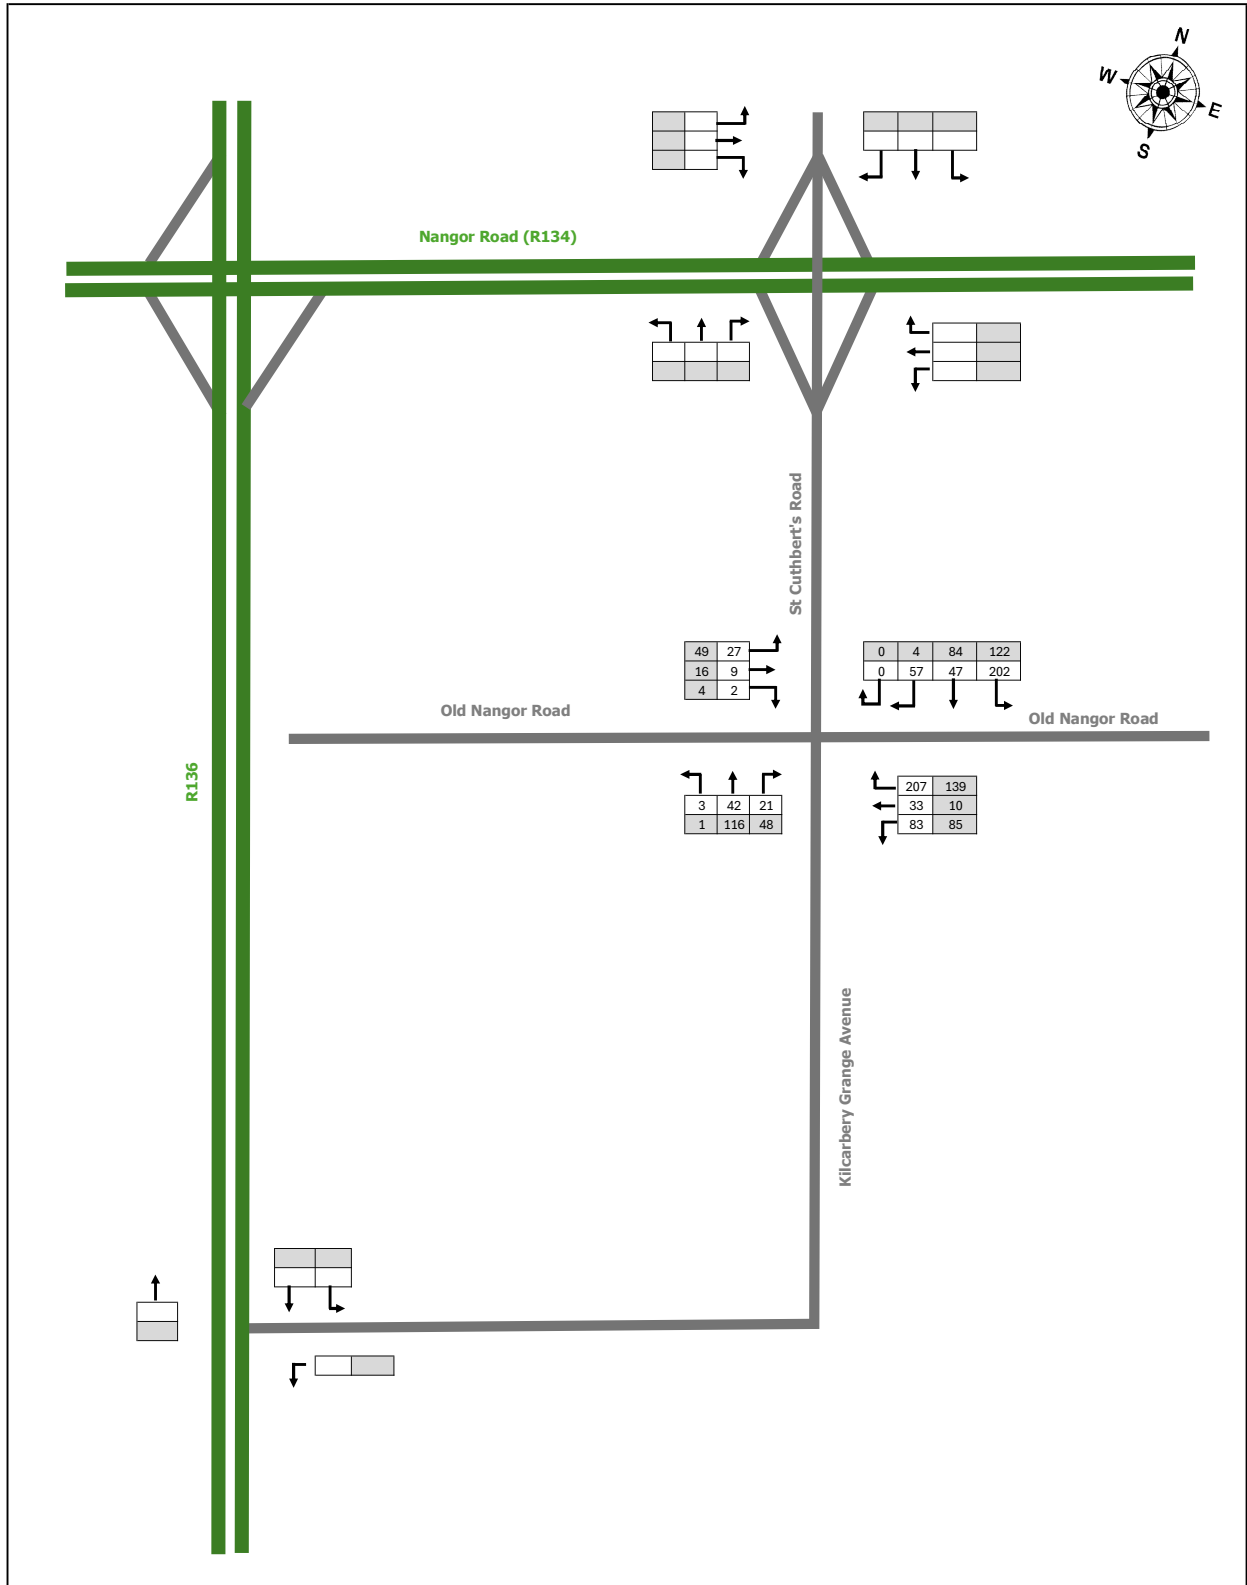 N
W
E
S
Nangor Road (R134)
St Cuthbert's Road
49 27
16 9
4 2
0 4 84 122
0 57 47 202
Old Nangor Road
Old Nangor Road
R136
3 42 21
1 116 48
207 139
33 10
83 85
Kilcarbery Grange Avenue